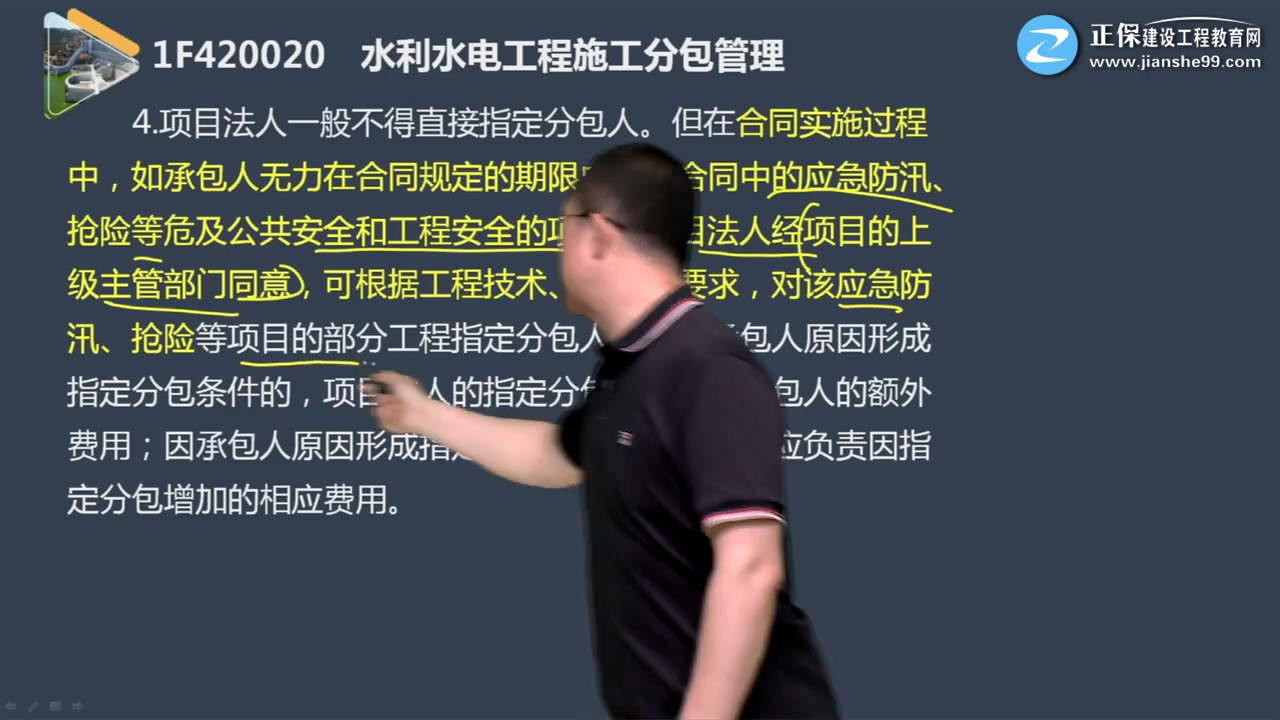 1F420020 水利水电工程施工分包管理
正保建设工程教育网
www.jianshe99.com
4.项目法人一般不得直接指定分包人。但在合同实施过程
中，如承包人无力在合同规定的期限 合同中的应急防汛、
抢险等危及公共安全和工程安全的项 法人经项目的上
级主管部门同意，可根据工程技术、 要求，对该应急防
汛、抢险等项目的部分工程指定分包人 包人原因形成
指定分包条件的，项目 人的指定分包 包人的额外
费用；因承包人原因形成指 应负责因指
定分包增加的相应费用。